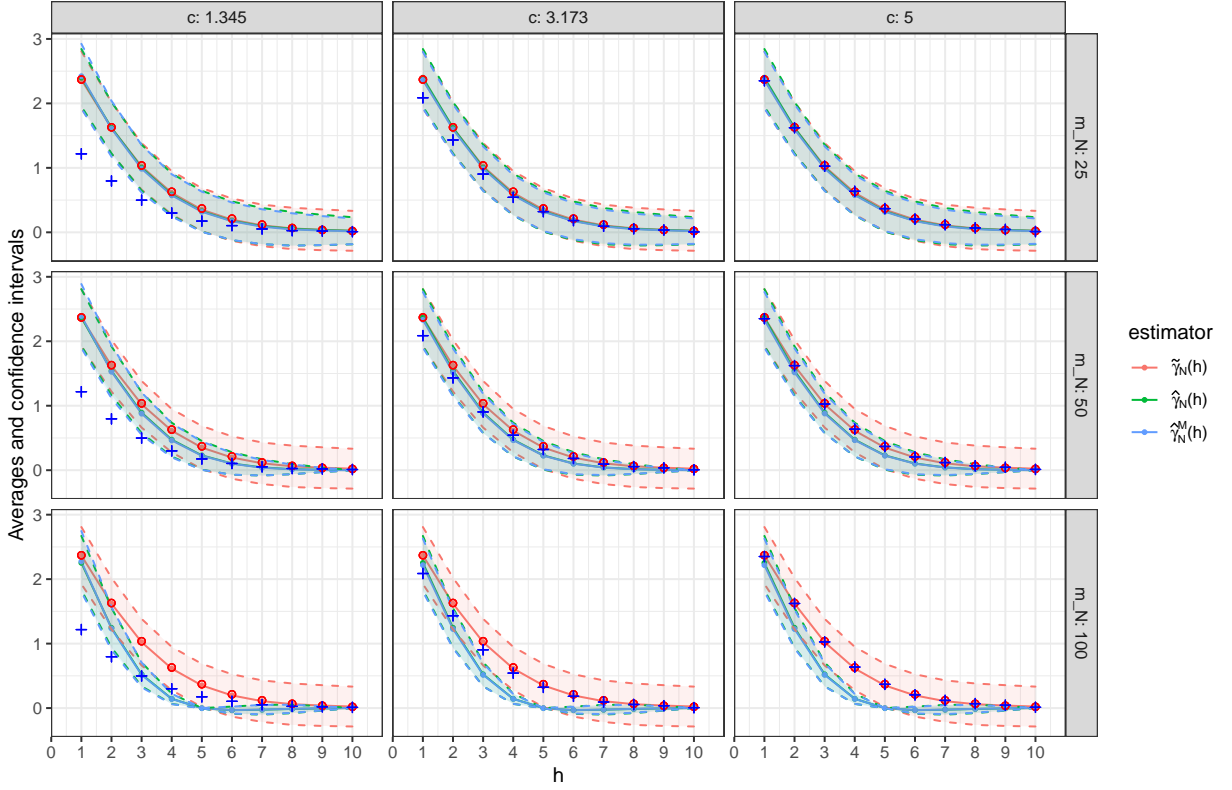 c: 1.345
c: 3.173
c: 5
3
2
1
0
m_N: 25
3
2
1
0
m_N: 50
3
2
1
0
m_N: 100
Averages and confidence intervals
0 1 2 3 4 5 6 7 8 9 10
0 1 2 3 4 5 6 7 8 9 10
0 1 2 3 4 5 6 7 8 9 10
h
estimator
γ̃_N(h)
γ̂_N(h)
γ̂_N^M(h)